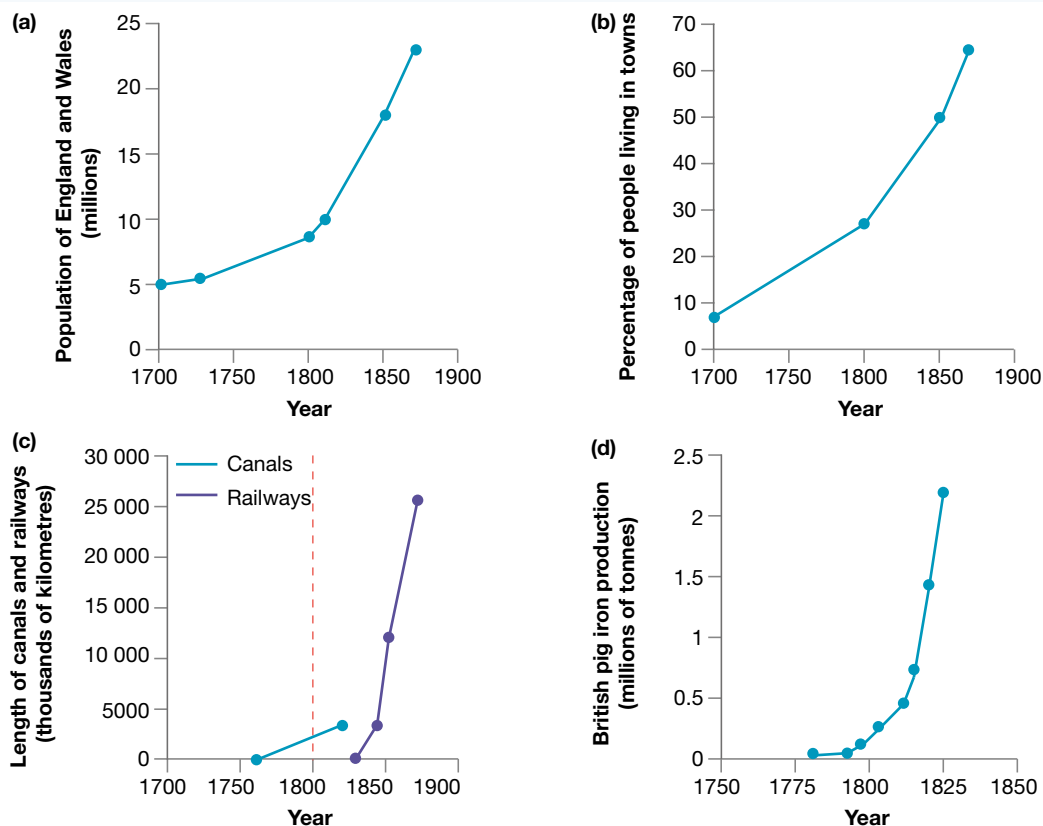 (a)
Population of England and Wales
(millions)
25
20
15
10
5
0
1700 1750 1800 1850 1900
Year
(b)
Percentage of people living in towns
70
60
50
40
30
20
10
0
1700 1750 1800 1850 1900
Year
(c)
Length of canals and railways
(thousands of kilometres)
30 000
25 000
20 000
15 000
10 000
5000
0
Canals
Railways
1700 1750 1800 1850 1900
Year
(d)
British pig iron production
(millions of tonnes)
2.5
2
1.5
1
0.5
0
1750 1775 1800 1825 1850
Year